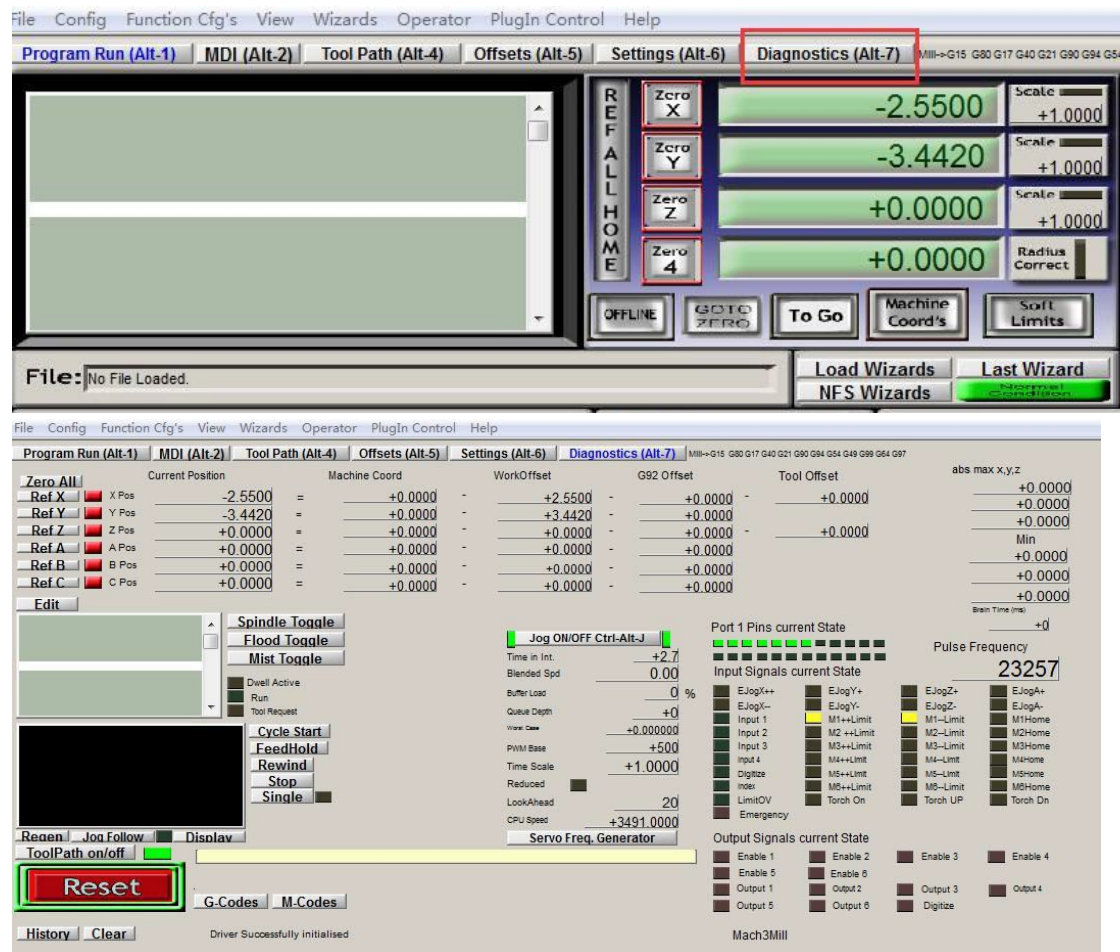 File Config Function Cfg's View Wizards Operator PlugIn Control Help
Program Run (Alt-1) MDI (Alt-2) Tool Path (Alt-4) Offsets (Alt-5) Settings (Alt-6) Diagnostics (Alt-7) Mill->G15 G80 G17 G40 G21 G90 G94 G54
REF ALL HOME
Zero X -2.5500 Scale +1.0000
Zero Y -3.4420 Scale +1.0000
Zero Z +0.0000 Scale +1.0000
Zero 4 +0.0000 Radius Correct
OFFLINE GOTO ZERO To Go Machine Coord's Soft Limits
File: No File Loaded.
Load Wizards Last Wizard
NFS Wizards Normal Condition
File Config Function Cfg's View Wizards Operator PlugIn Control Help
Program Run (Alt-1) MDI (Alt-2) Tool Path (Alt-4) Offsets (Alt-5) Settings (Alt-6) Diagnostics (Alt-7) Mill->G15 G80 G17 G40 G21 G90 G94 G54 G49 G99 G64 G97
Zero All Current Position Machine Coord WorkOffset G92 Offset Tool Offset abs max x,y,z
Ref X X Pos -2.5500 = +0.0000 - +2.5500 - +0.0000 - +0.0000 +0.0000
Ref Y Y Pos -3.4420 = +0.0000 - +3.4420 - +0.0000 +0.0000
Ref Z Z Pos +0.0000 = +0.0000 - +0.0000 - +0.0000 - +0.0000 +0.0000
Ref A A Pos +0.0000 = +0.0000 - +0.0000 - +0.0000 Min
Ref B B Pos +0.0000 = +0.0000 - +0.0000 - +0.0000 +0.0000
Ref C C Pos +0.0000 = +0.0000 - +0.0000 - +0.0000 +0.0000
+0.0000
Edit
Brain Time (ms)
+0
Spindle Toggle
Flood Toggle
Mist Toggle
Dwell Active
Run
Tool Request
Cycle Start
FeedHold
Rewind
Stop
Single
Regen Jog Follow Display
ToolPath on/off
Reset
G-Codes M-Codes
History Clear Driver Successfully initialised
Jog ON/OFF Ctrl-Alt-J
Time in Int. +2.7
Blended Spd 0.00
Buffer Load 0 %
Queue Depth +0
Worst Case +0.000000
PWM Base +500
Time Scale +1.0000
Reduced
LookAhead 20
CPU Speed +3491.0000
Servo Freq. Generator
Port 1 Pins current State
Pulse Frequency
23257
Input Signals current State
EJogX++ EJogY+ EJogZ+ EJogA+
EJogX-- EJogY- EJogZ- EJogA-
Input 1 M1++Limit M1--Limit M1Home
Input 2 M2 ++Limit M2--Limit M2Home
Input 3 M3++Limit M3--Limit M3Home
Input 4 M4++Limit M4--Limit M4Home
Digitize M5++Limit M5--Limit M5Home
Index M6++Limit M6--Limit M6Home
LimitOV Torch On Torch UP Torch Dn
Emergency
Output Signals current State
Enable 1 Enable 2 Enable 3 Enable 4
Enable 5 Enable 6
Output 1 Output 2 Output 3 Output 4
Output 5 Output 6 Digitize
Mach3Mill